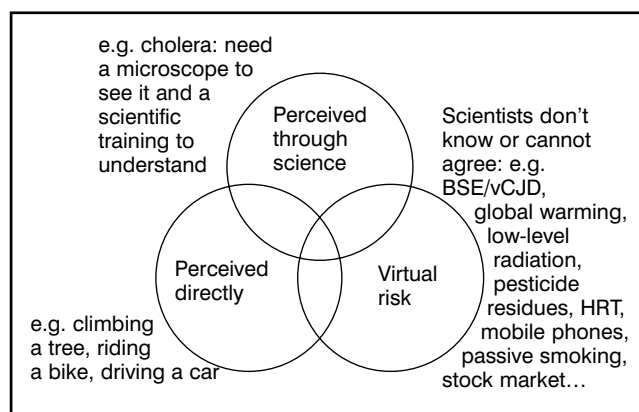 e.g. cholera: need
a microscope to
see it and a
scientific
training to
understand
Perceived
through
science
Scientists don’t
know or cannot
agree: e.g.
BSE/vCJD,
global warming,
low-level
radiation,
pesticide
residues, HRT,
mobile phones,
passive smoking,
stock market…
Perceived
directly
Virtual
risk
e.g. climbing
a tree, riding
a bike, driving a car